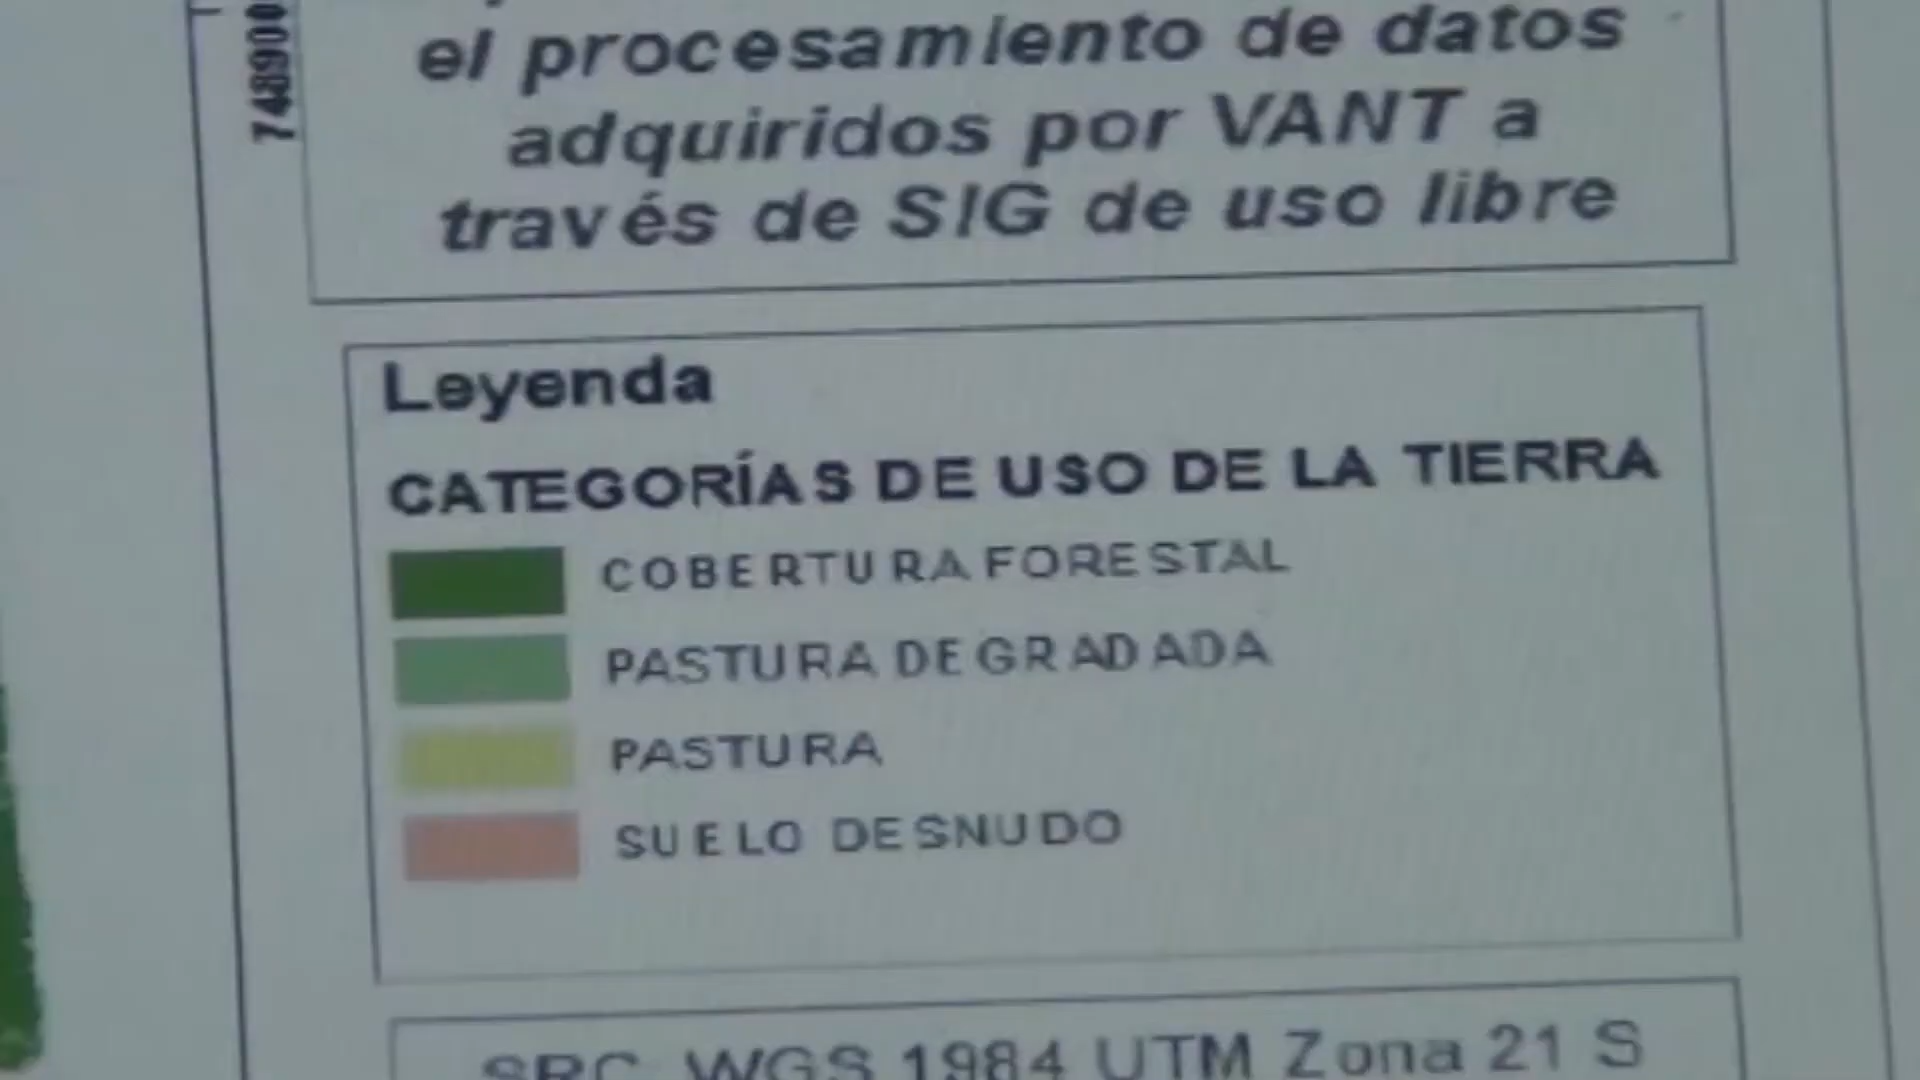 el procesamiento de datos
adquiridos por VANT a
través de SIG de uso libre
Leyenda
CATEGORÍAS DE USO DE LA TIERRA
COBERTURA FORESTAL
PASTURA DEGRADADA
PASTURA
SUELO DESNUDO
SRC WGS 1984 UTM Zona 21 S